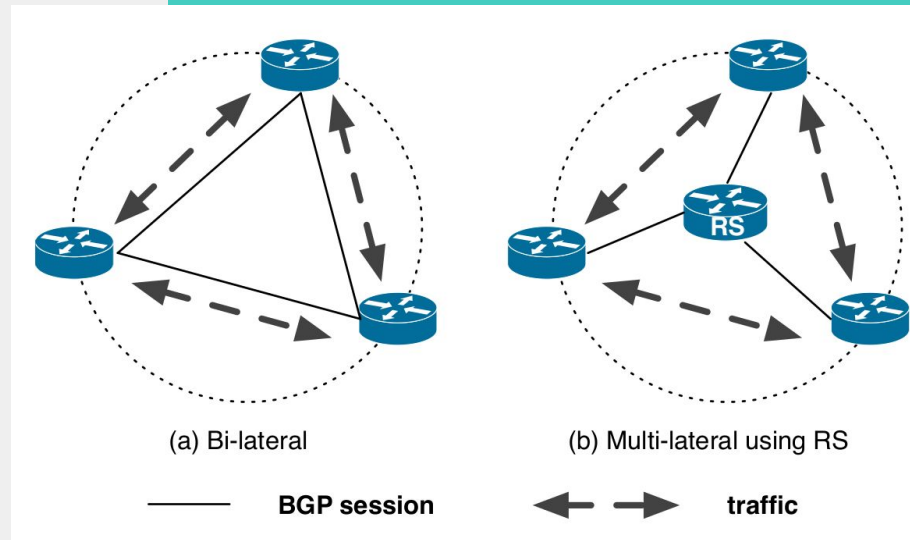 RS
(a) Bi-lateral
(b) Multi-lateral using RS
BGP session
traffic